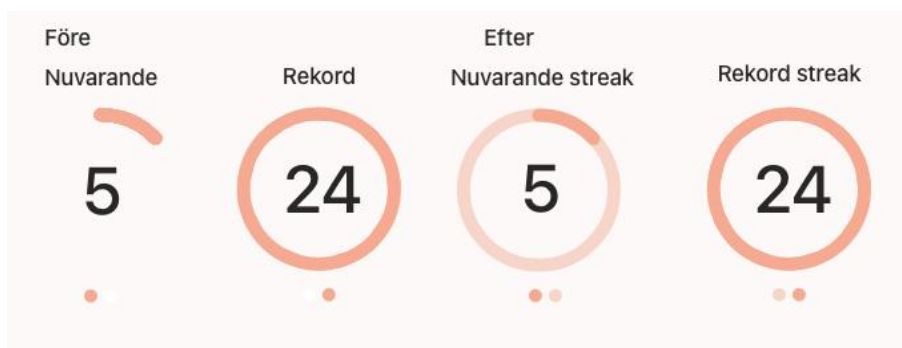 Före
Efter
Nuvarande
Rekord
Nuvarande streak
Rekord streak
5
24
5
24